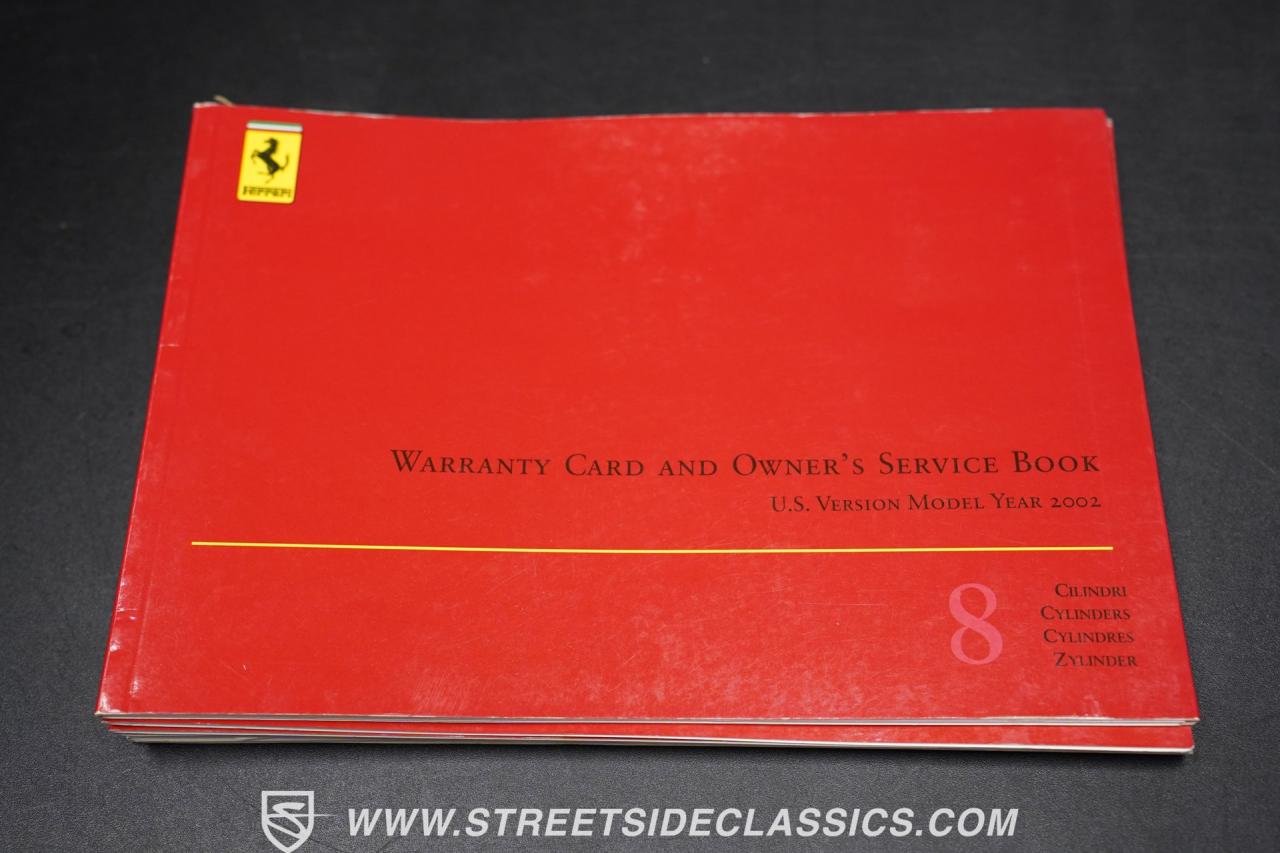 Ferrari
Warranty Card and Owner's Service Book
U.S. Version Model Year 2002
8
Cilindri
Cylinders
Cylindres
Zylinder
WWW.STREETSIDECLASSICS.COM